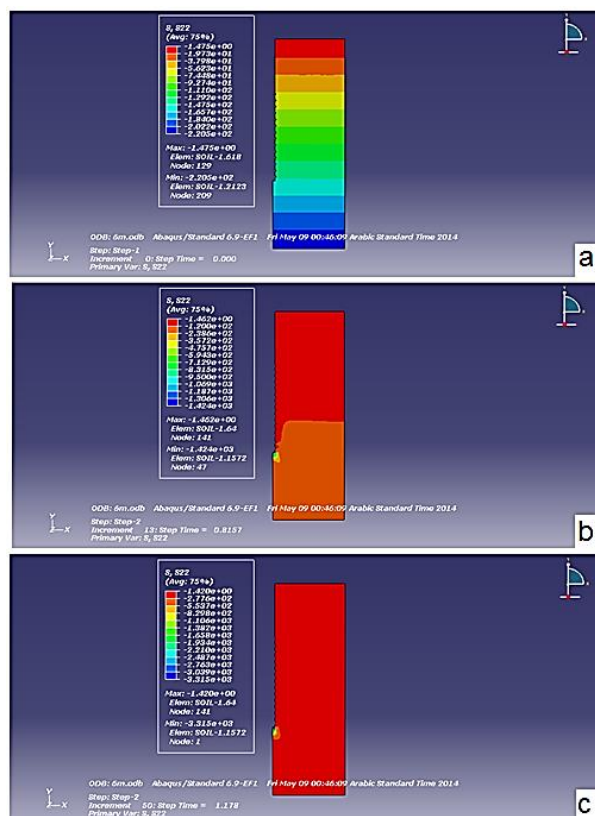 S, S22
(Avg: 75%)
-1.475e+00
-1.973e+01
-3.798e+01
-5.623e+01
-7.448e+01
-9.274e+01
-1.110e+02
-1.292e+02
-1.475e+02
-1.657e+02
-1.840e+02
-2.022e+02
-2.205e+02
Max: -1.475e+00
Elem: SOIL-1.618
Node: 129
Min: -2.205e+02
Elem: SOIL-1.2123
Node: 209
ODB: 6m.odb Abaqus/Standard 6.9-EF1 Fri May 09 00:46:09 Arabic Standard Time 2014
Step: Step-1
Increment 0: Step Time = 0.000
Primary Var: S, S22
Y
X
a
S, S22
(Avg: 75%)
-1.462e+00
-1.200e+02
-2.386e+02
-3.572e+02
-4.757e+02
-5.943e+02
-7.129e+02
-8.315e+02
-9.500e+02
-1.069e+03
-1.187e+03
-1.306e+03
-1.424e+03
Max: -1.462e+00
Elem: SOIL-1.64
Node: 141
Min: -1.424e+03
Elem: SOIL-1.1572
Node: 47
ODB: 6m.odb Abaqus/Standard 6.9-EF1 Fri May 09 00:46:09 Arabic Standard Time 2014
Step: Step-2
Increment 13: Step Time = 0.8157
Primary Var: S, S22
Y
X
b
S, S22
(Avg: 75%)
-1.420e+00
-2.776e+02
-5.537e+02
-8.298e+02
-1.106e+03
-1.382e+03
-1.658e+03
-1.934e+03
-2.210e+03
-2.487e+03
-2.763e+03
-3.039e+03
-3.315e+03
Max: -1.420e+00
Elem: SOIL-1.64
Node: 141
Min: -3.315e+03
Elem: SOIL-1.1572
Node: 1
ODB: 6m.odb Abaqus/Standard 6.9-EF1 Fri May 09 00:46:09 Arabic Standard Time 2014
Step: Step-2
Increment 50: Step Time = 1.178
Primary Var: S, S22
Y
X
c